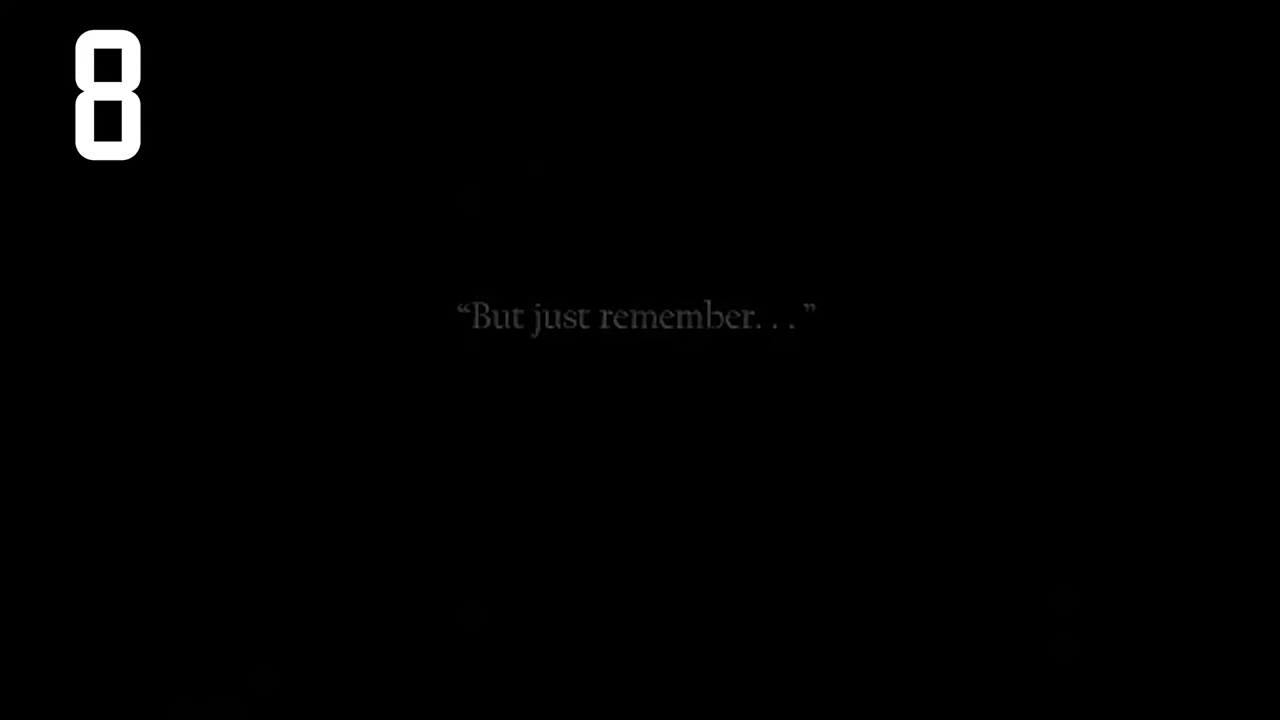 8
“But just remember. . . ”